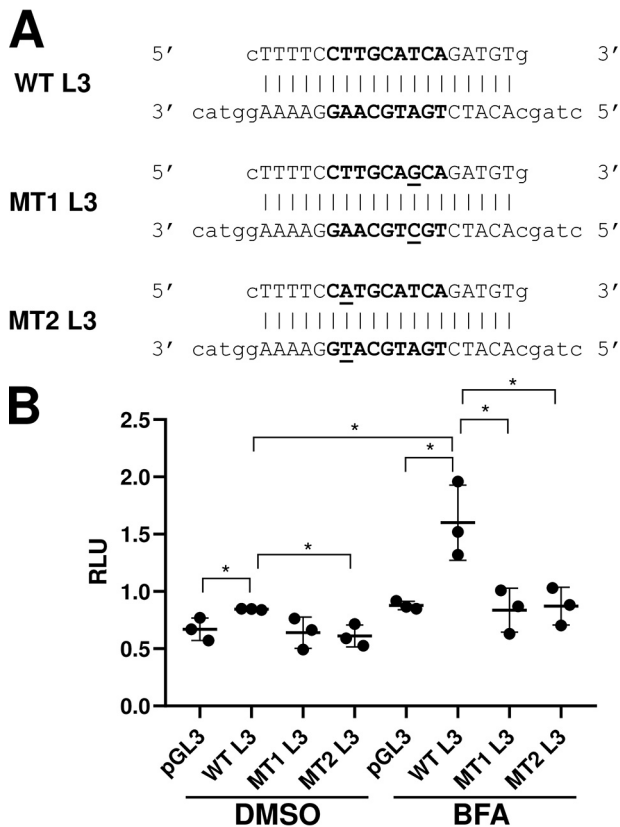 A
5′ cTTTTCCTTGCATCAGATGTg 3′
WT L3
3′ catggAAAAGGAACGTAGTCTACAcgatc 5′
5′ cTTTTCCTTGCAGCAGATGTg 3′
MT1 L3
3′ catggAAAAGGAACGTCGTCTACAcgatc 5′
5′ cTTTTCCATGCATCAGATGTg 3′
MT2 L3
3′ catggAAAAGGTACGTAGTCTACAcgatc 5′
B
RLU
2.5
2.0
1.5
1.0
0.5
0.0
* * * * * *
pGL3 WT L3 MT1 L3 MT2 L3 pGL3 WT L3 MT1 L3 MT2 L3
DMSO BFA